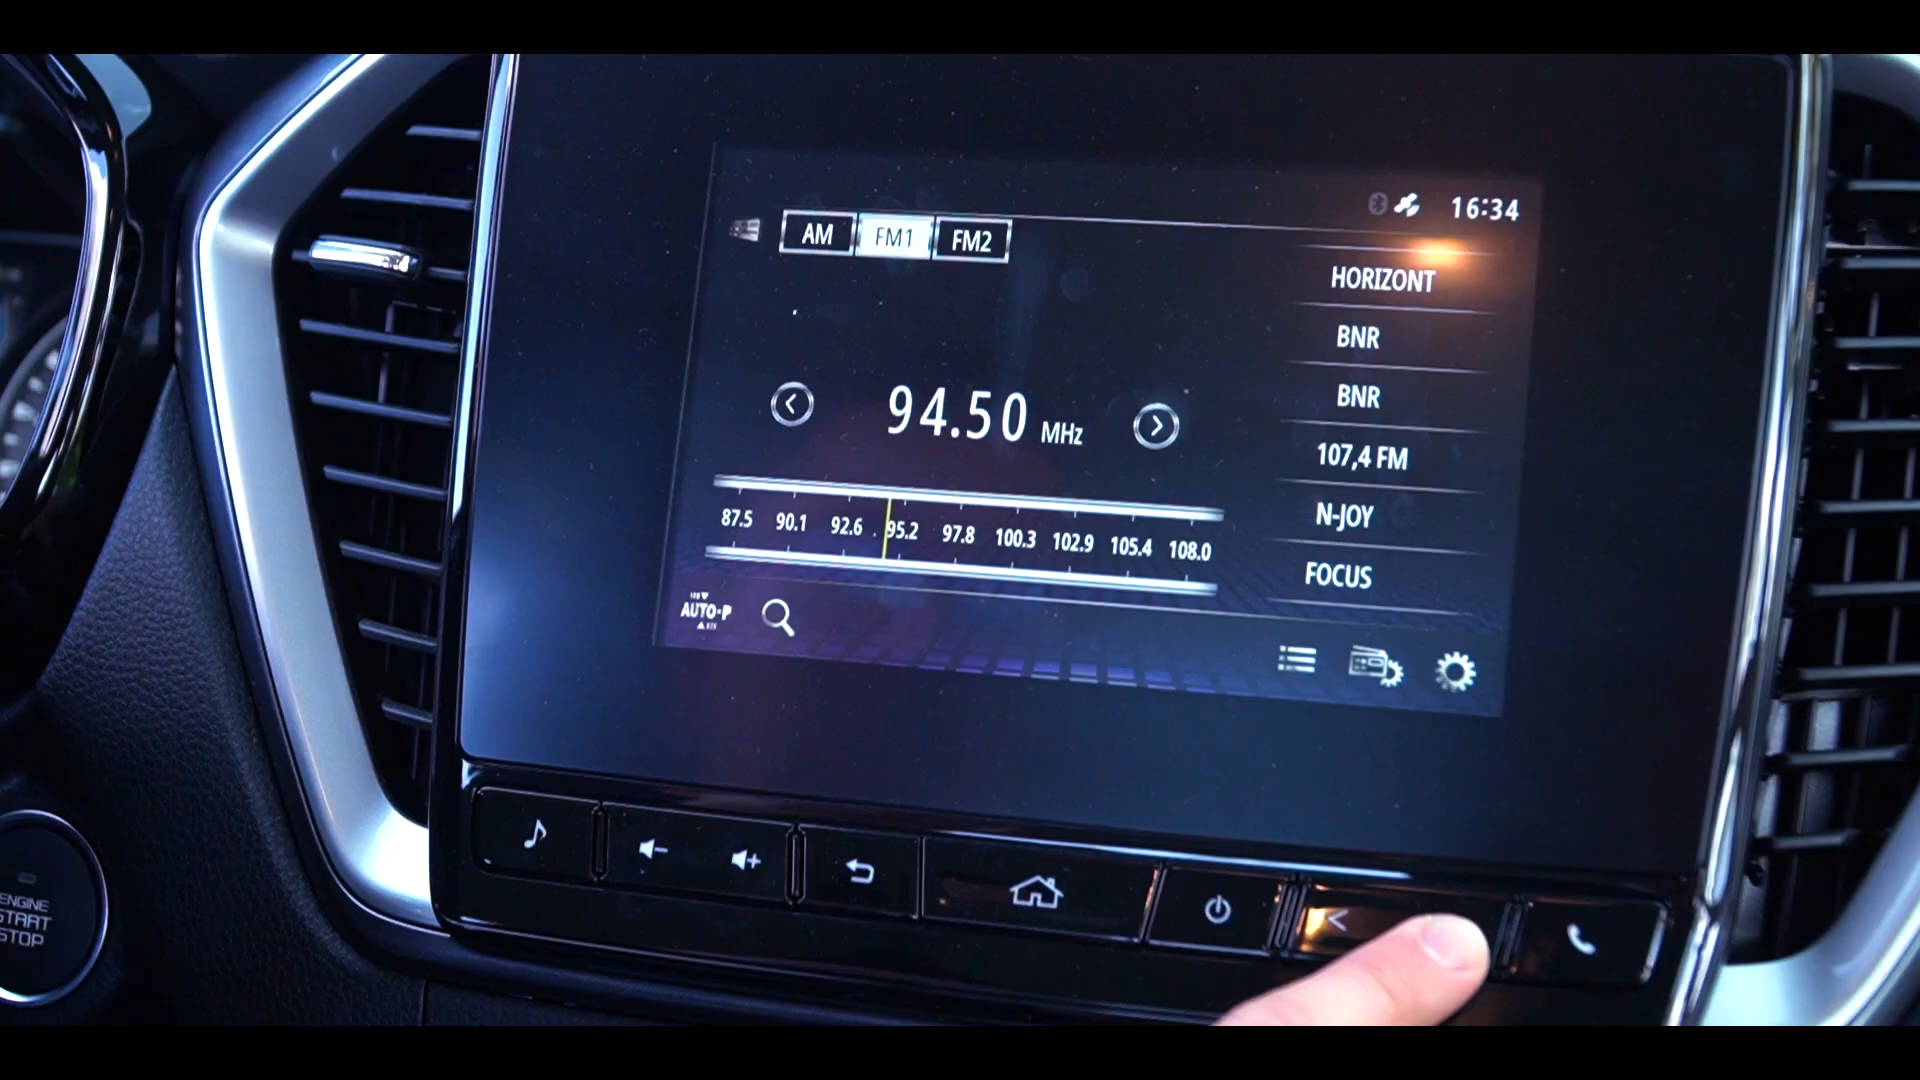 16:34
AM FM1 FM2
HORIZONT
BNR
BNR
107,4 FM
N-JOY
FOCUS
94.50 MHz
87.5 90.1 92.6 95.2 97.8 100.3 102.9 105.4 108.0
AUTO-P
ENGINE
START
STOP